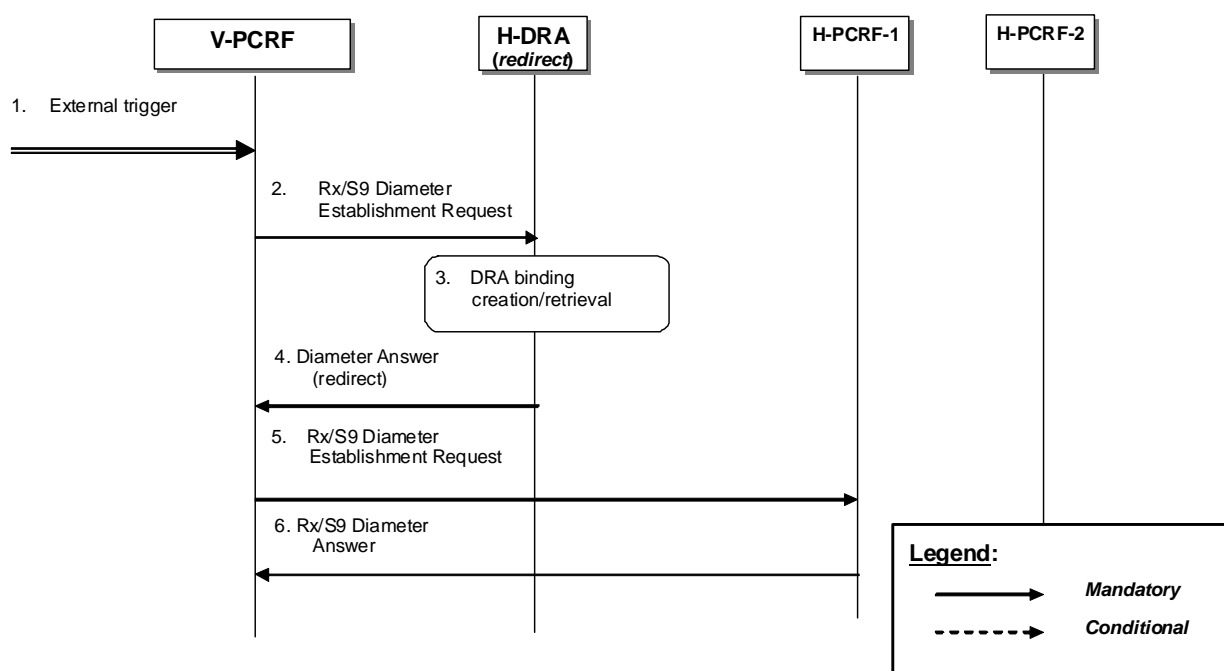 V-PCRF
H-DRA
(redirect)
H-PCRF-1
H-PCRF-2
1. External trigger
2. Rx/S9 Diameter
Establishment Request
3. DRA binding
creation/retrieval
4. Diameter Answer
(redirect)
5. Rx/S9 Diameter
Establishment Request
6. Rx/S9 Diameter
Answer
Legend:
Mandatory
Conditional